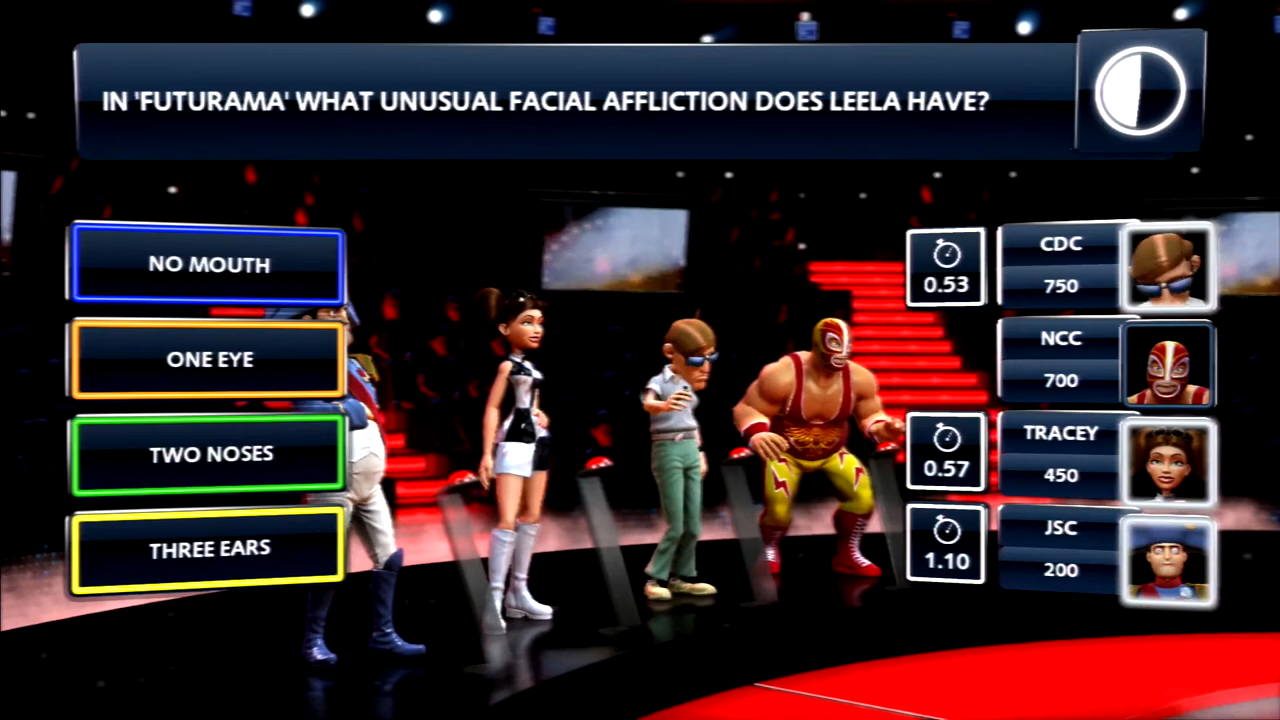 IN 'FUTURAMA' WHAT UNUSUAL FACIAL AFFLICTION DOES LEELA HAVE?
NO MOUTH
ONE EYE
TWO NOSES
THREE EARS
0.53
CDC
750
NCC
700
0.57
TRACEY
450
1.10
JSC
200